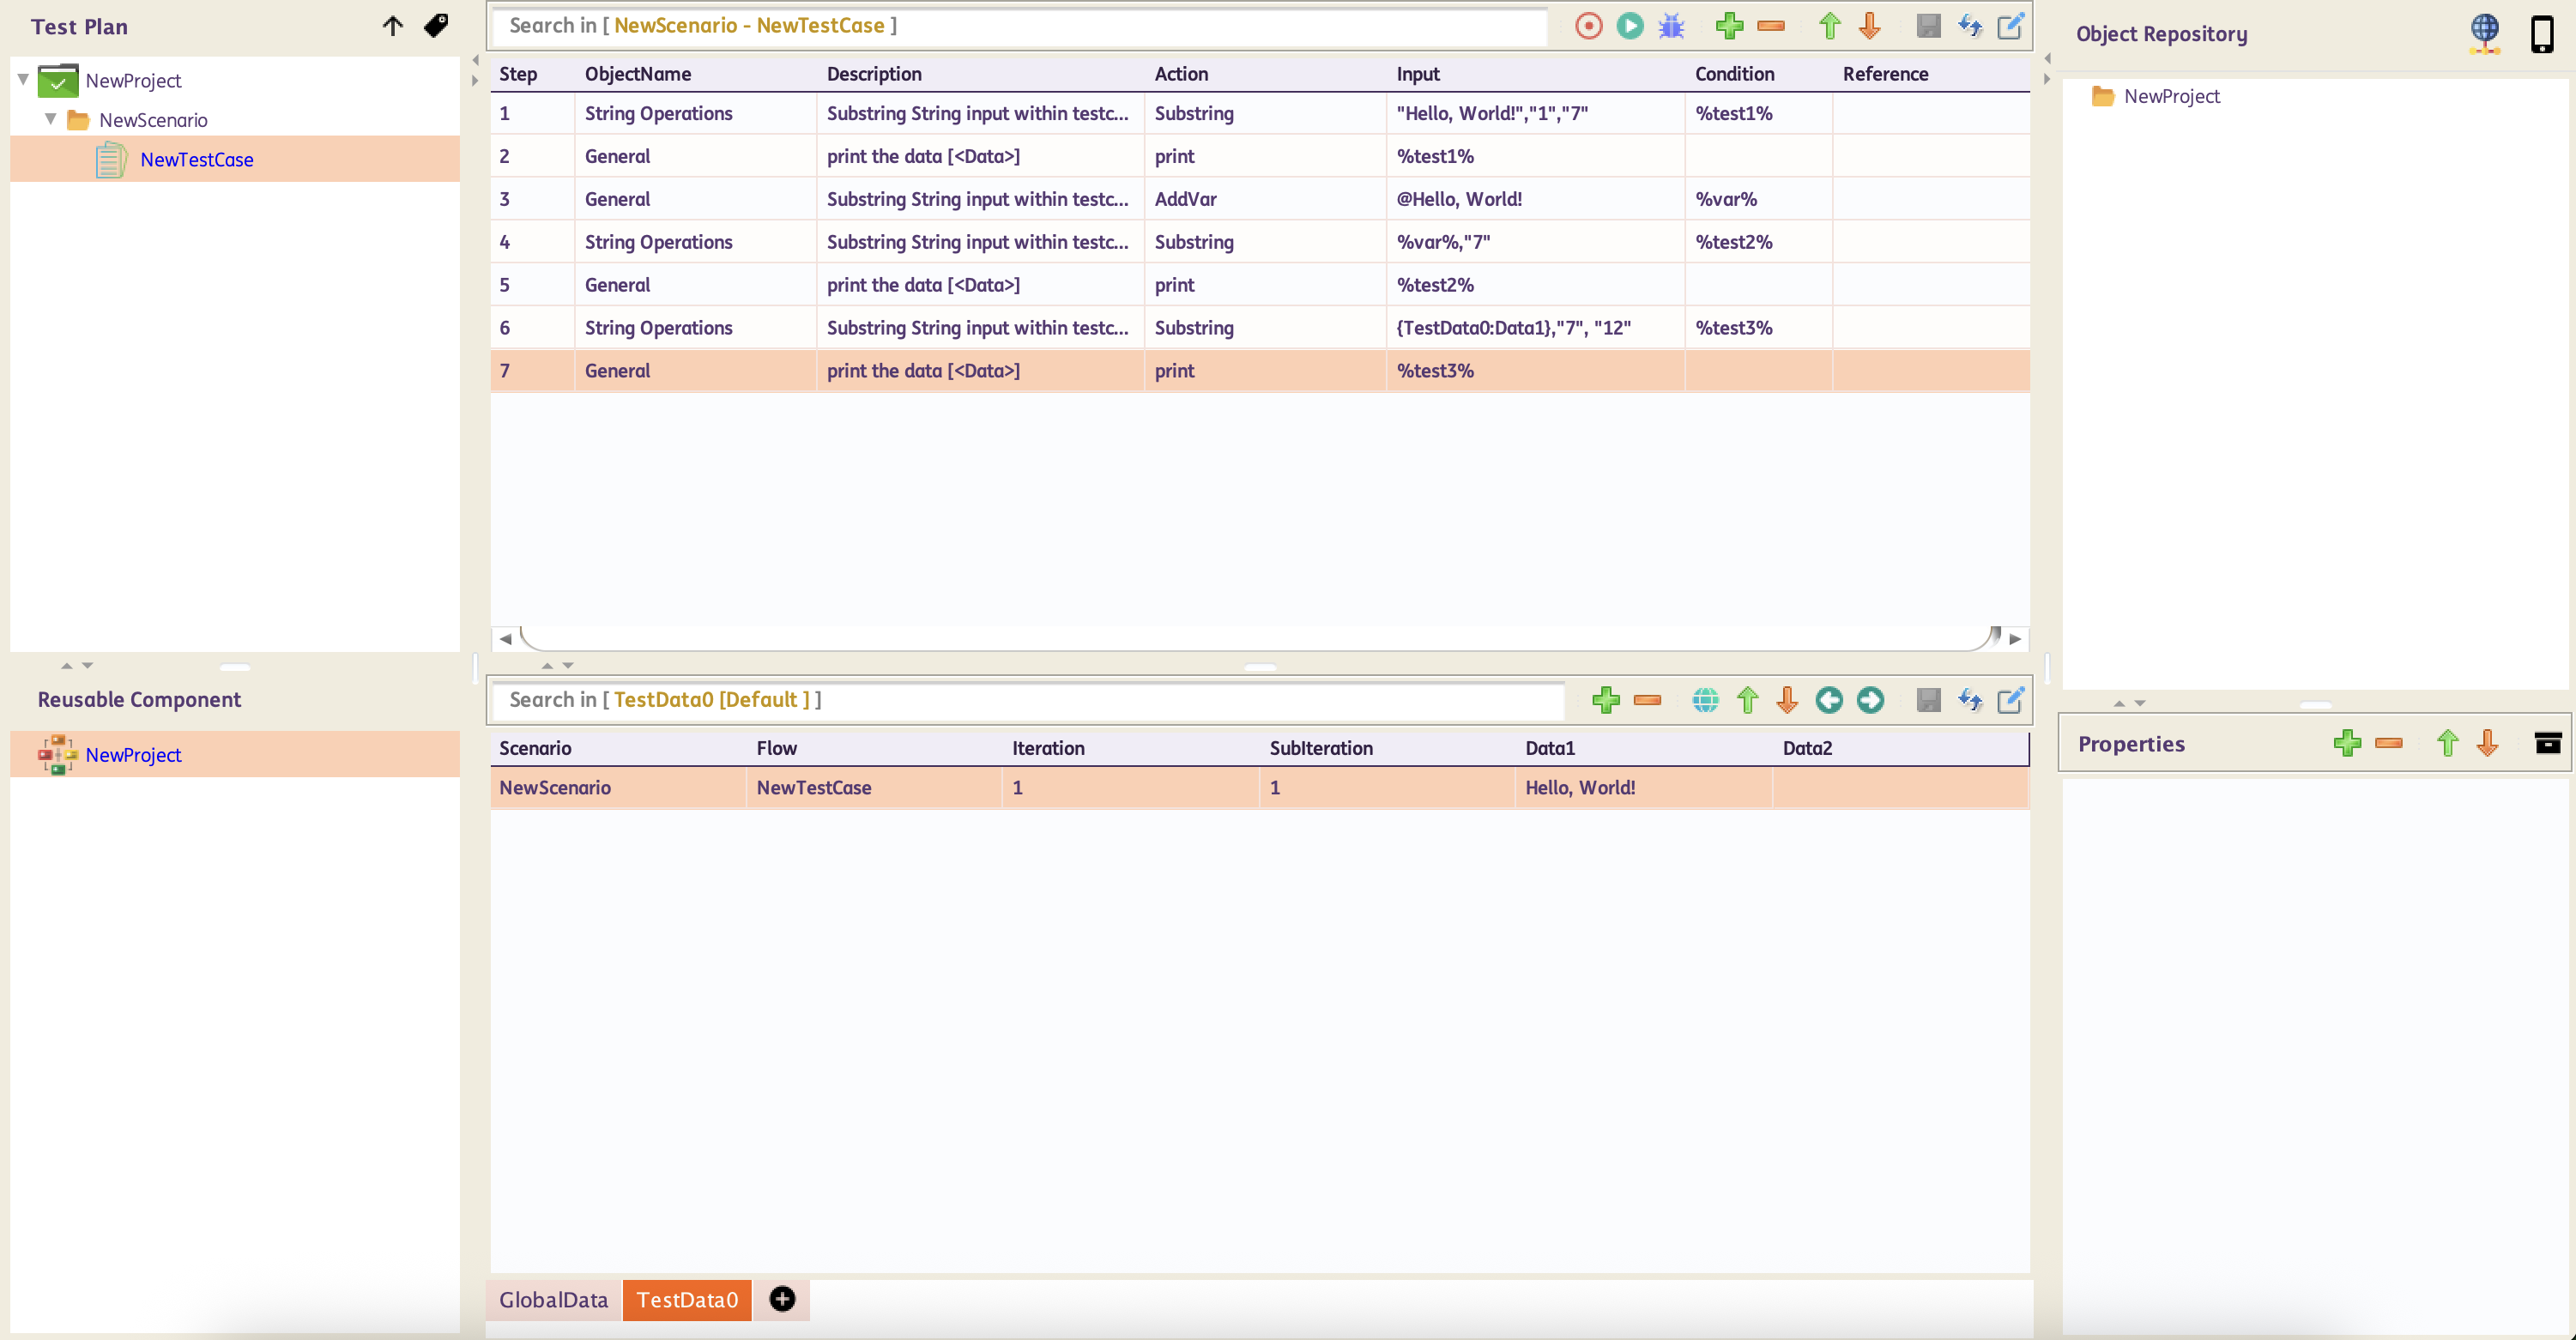 Test Plan
NewProject
NewScenario
NewTestCase
Search in [ NewScenario - NewTestCase ]
Step ObjectName Description Action Input Condition Reference
1 String Operations Substring String input within testc... Substring "Hello, World!","1","7" %test1%
2 General print the data [<Data>] print %test1%
3 General Substring String input within testc... AddVar @Hello, World! %var%
4 String Operations Substring String input within testc... Substring %var%,"7" %test2%
5 General print the data [<Data>] print %test2%
6 String Operations Substring String input within testc... Substring {TestData0:Data1},"7", "12" %test3%
7 General print the data [<Data>] print %test3%
Object Repository
NewProject
Reusable Component
NewProject
Search in [ TestData0 [Default ] ]
Scenario Flow Iteration SubIteration Data1 Data2
NewScenario NewTestCase 1 1 Hello, World!
GlobalData TestData0
Properties